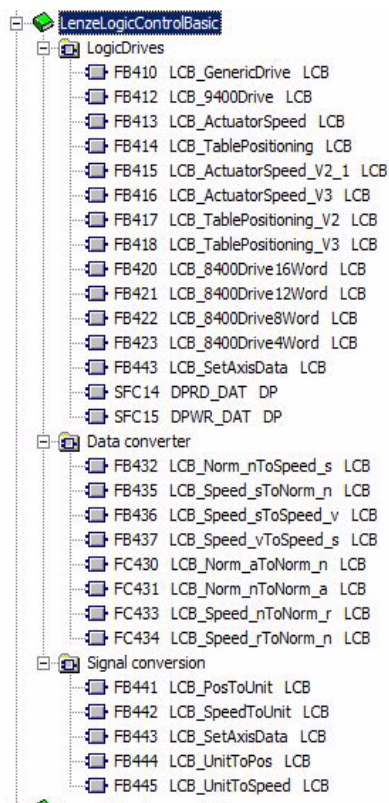 LenzeLogicControlBasic
LogicDrives
FB410 LCB_GenericDrive LCB
FB412 LCB_9400Drive LCB
FB413 LCB_ActuatorSpeed LCB
FB414 LCB_TablePositioning LCB
FB415 LCB_ActuatorSpeed_V2_1 LCB
FB416 LCB_ActuatorSpeed_V3 LCB
FB417 LCB_TablePositioning_V2 LCB
FB418 LCB_TablePositioning_V3 LCB
FB420 LCB_8400Drive16Word LCB
FB421 LCB_8400Drive12Word LCB
FB422 LCB_8400Drive8Word LCB
FB423 LCB_8400Drive4Word LCB
FB443 LCB_SetAxisData LCB
SFC14 DPRD_DAT DP
SFC15 DPWR_DAT DP
Data converter
FB432 LCB_Norm_nToSpeed_s LCB
FB435 LCB_Speed_sToNorm_n LCB
FB436 LCB_Speed_sToSpeed_v LCB
FB437 LCB_Speed_vToSpeed_s LCB
FC430 LCB_Norm_aToNorm_n LCB
FC431 LCB_Norm_nToNorm_a LCB
FC433 LCB_Speed_nToNorm_r LCB
FC434 LCB_Speed_rToNorm_n LCB
Signal conversion
FB441 LCB_PosToUnit LCB
FB442 LCB_SpeedToUnit LCB
FB443 LCB_SetAxisData LCB
FB444 LCB_UnitToPos LCB
FB445 LCB_UnitToSpeed LCB